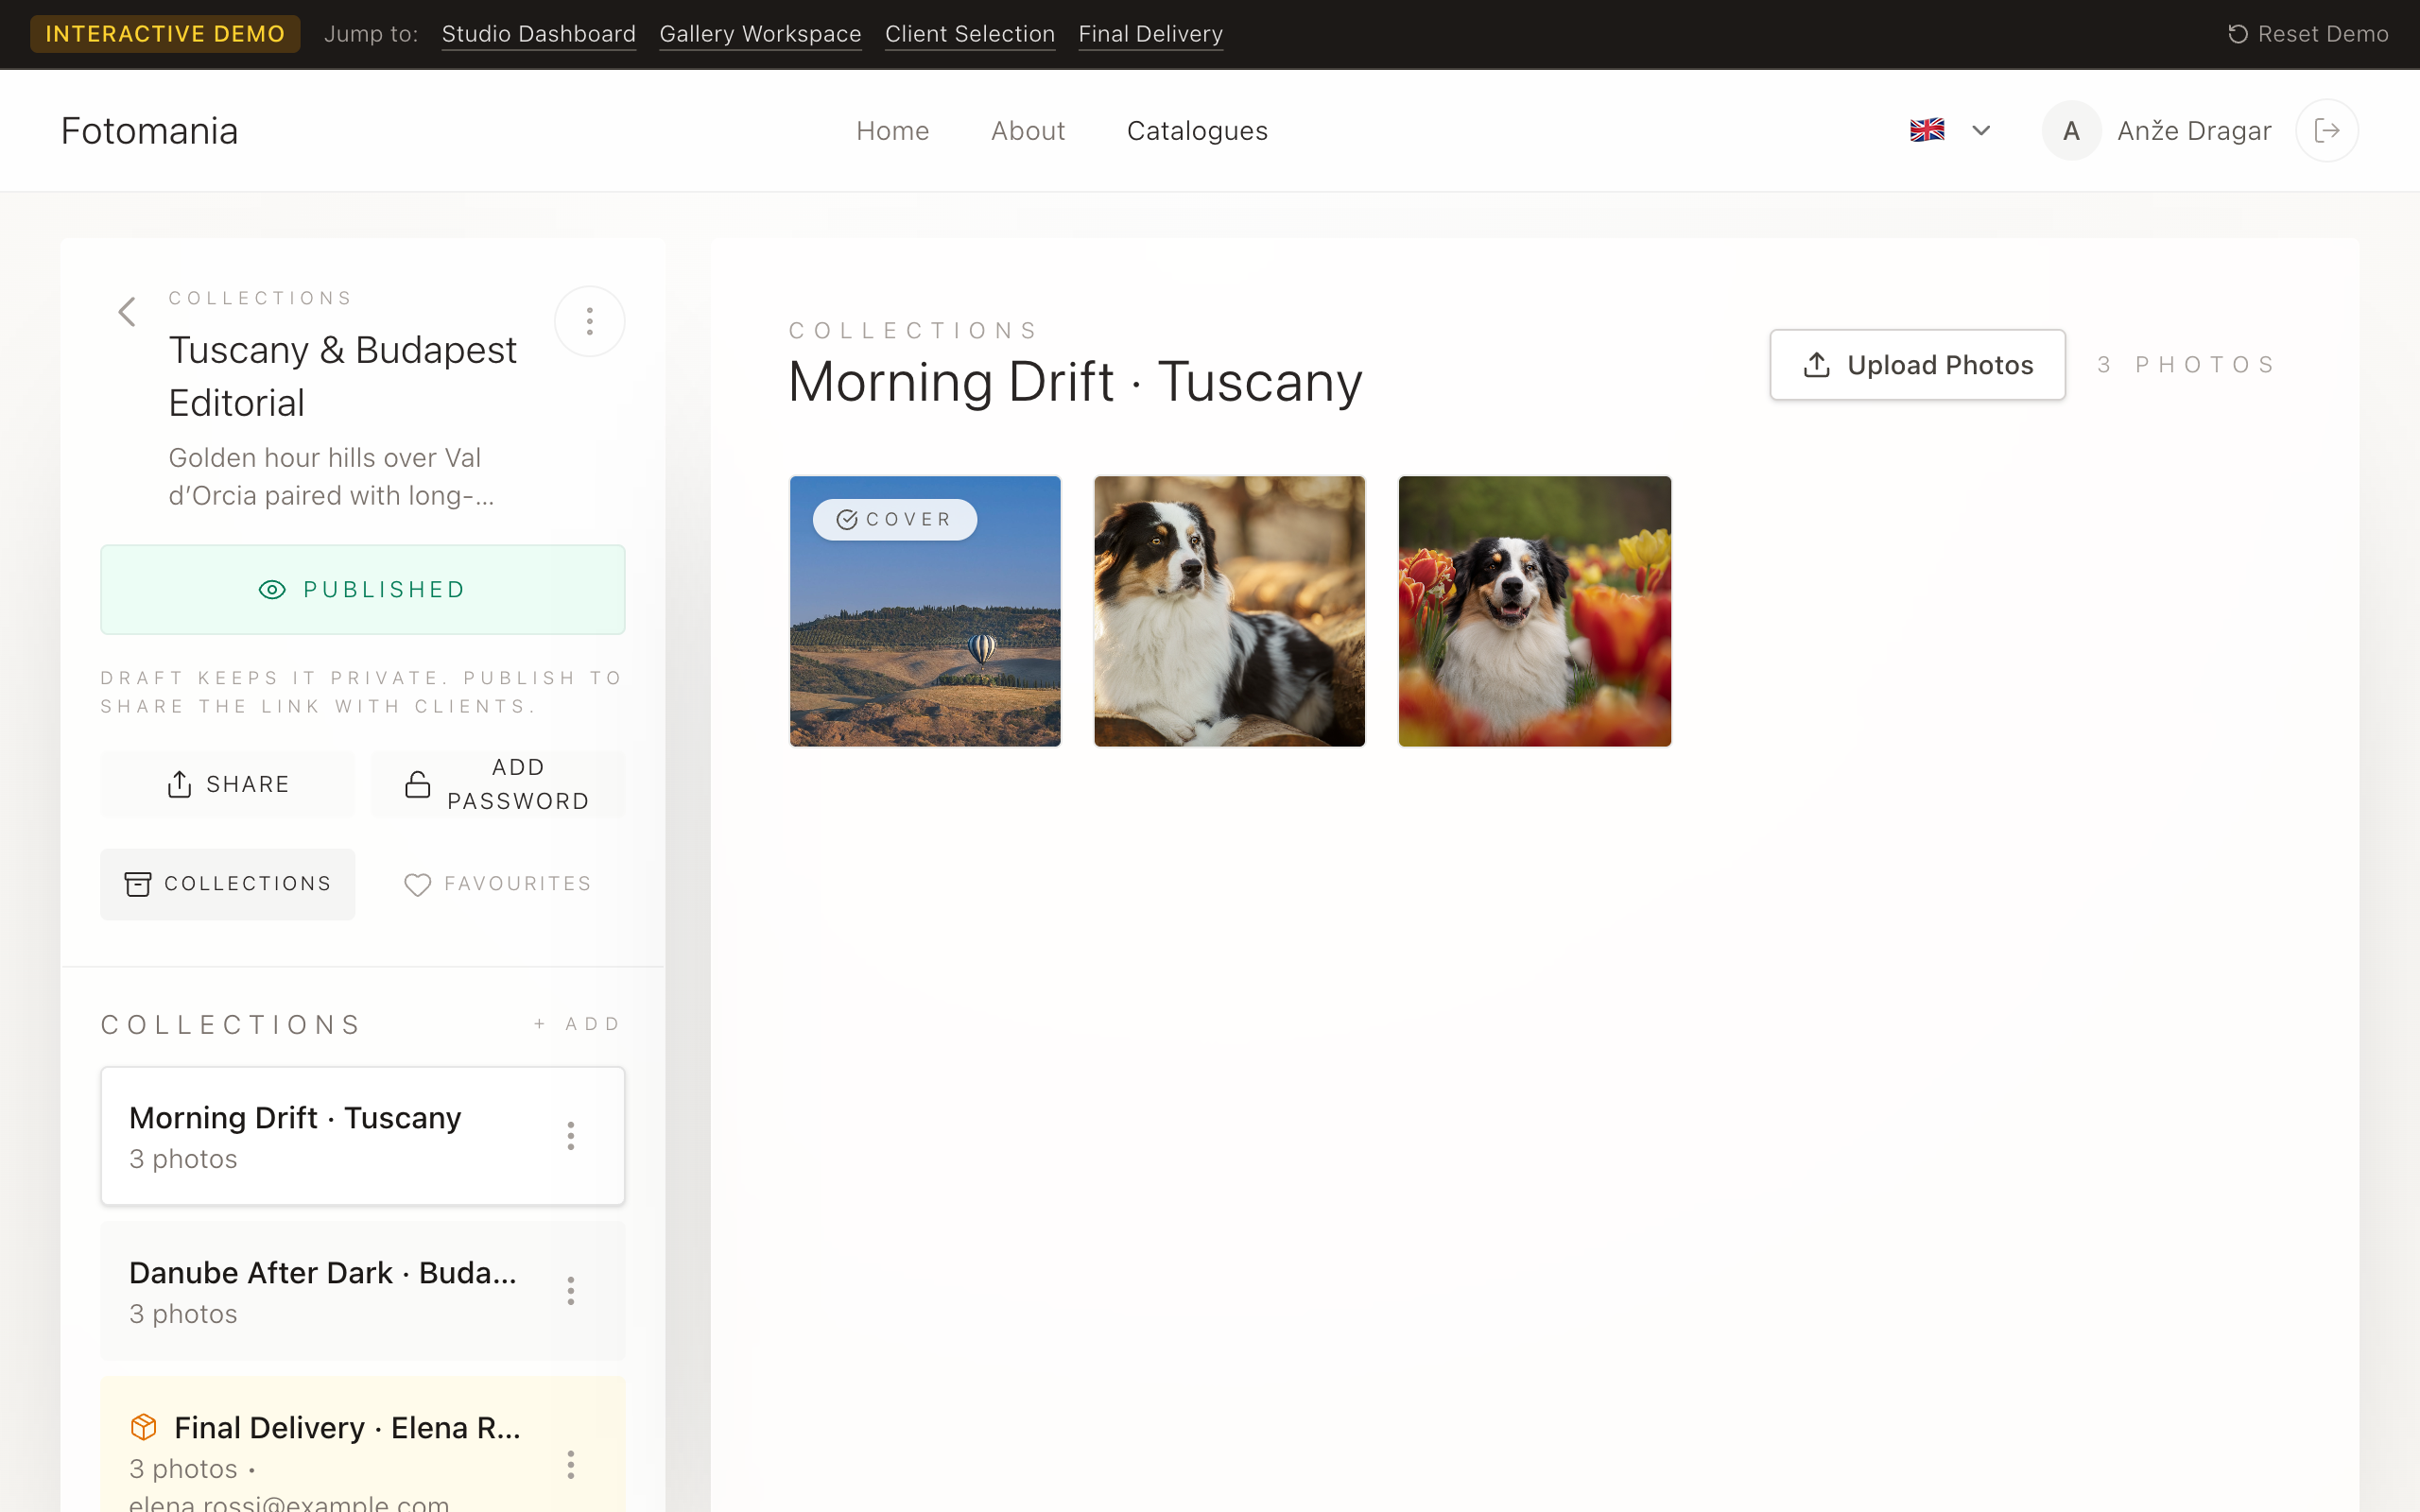 INTERACTIVE DEMO Jump to: Studio Dashboard Gallery Workspace Client Selection Final Delivery Reset Demo
Fotomania Home About Catalogues A Anže Dragar
COLLECTIONS
Tuscany & Budapest
Editorial
Golden hour hills over Val
d’Orcia paired with long-...
PUBLISHED
DRAFT KEEPS IT PRIVATE. PUBLISH TO
SHARE THE LINK WITH CLIENTS.
SHARE
ADD
PASSWORD
COLLECTIONS FAVOURITES
COLLECTIONS + ADD
Morning Drift · Tuscany
3 photos
Danube After Dark · Buda...
3 photos
Final Delivery · Elena R...
3 photos •
elena.rossi@example.com
COLLECTIONS
Morning Drift · Tuscany
Upload Photos 3 PHOTOS
COVER